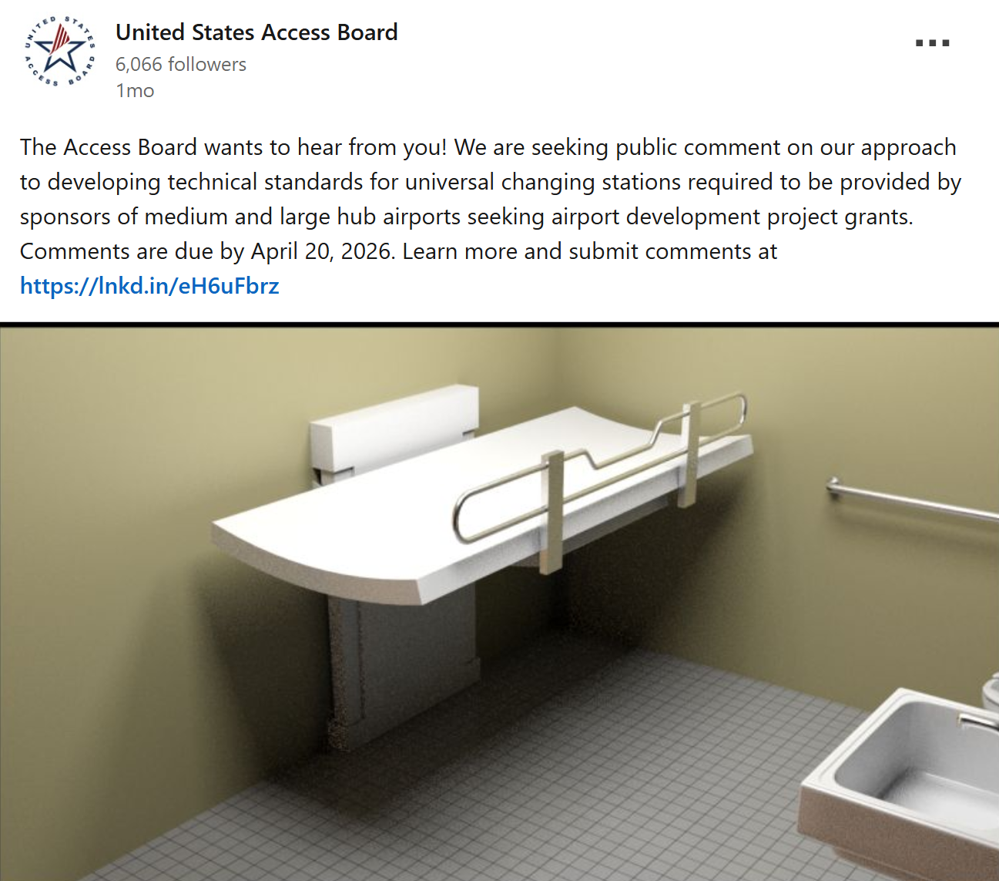 UNITED STATES ACCESS BOARD
United States Access Board
6,066 followers
1mo
The Access Board wants to hear from you! We are seeking public comment on our approach
to developing technical standards for universal changing stations required to be provided by
sponsors of medium and large hub airports seeking airport development project grants.
Comments are due by April 20, 2026. Learn more and submit comments at
https://lnkd.in/eH6uFbrz